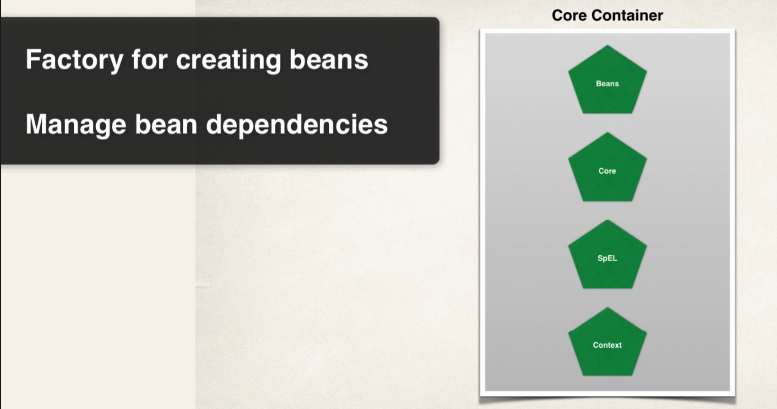 Core Container
Factory for creating beans
Manage bean dependencies
Beans
Core
SpEL
Context